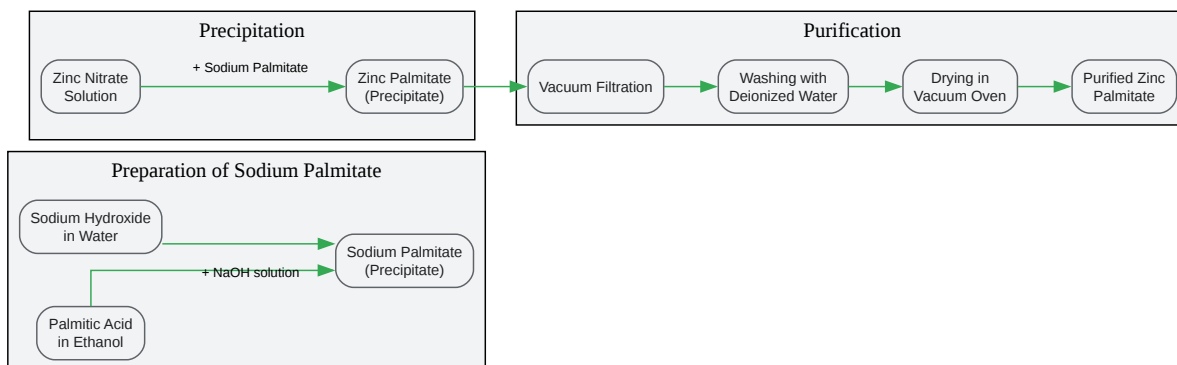 Precipitation
Zinc Nitrate
Solution
+ Sodium Palmitate
Zinc Palmitate
(Precipitate)
Purification
Vacuum Filtration
Washing with
Deionized Water
Drying in
Vacuum Oven
Purified Zinc
Palmitate
Preparation of Sodium Palmitate
Sodium Hydroxide
in Water
+ NaOH solution
Sodium Palmitate
(Precipitate)
Palmitic Acid
in Ethanol